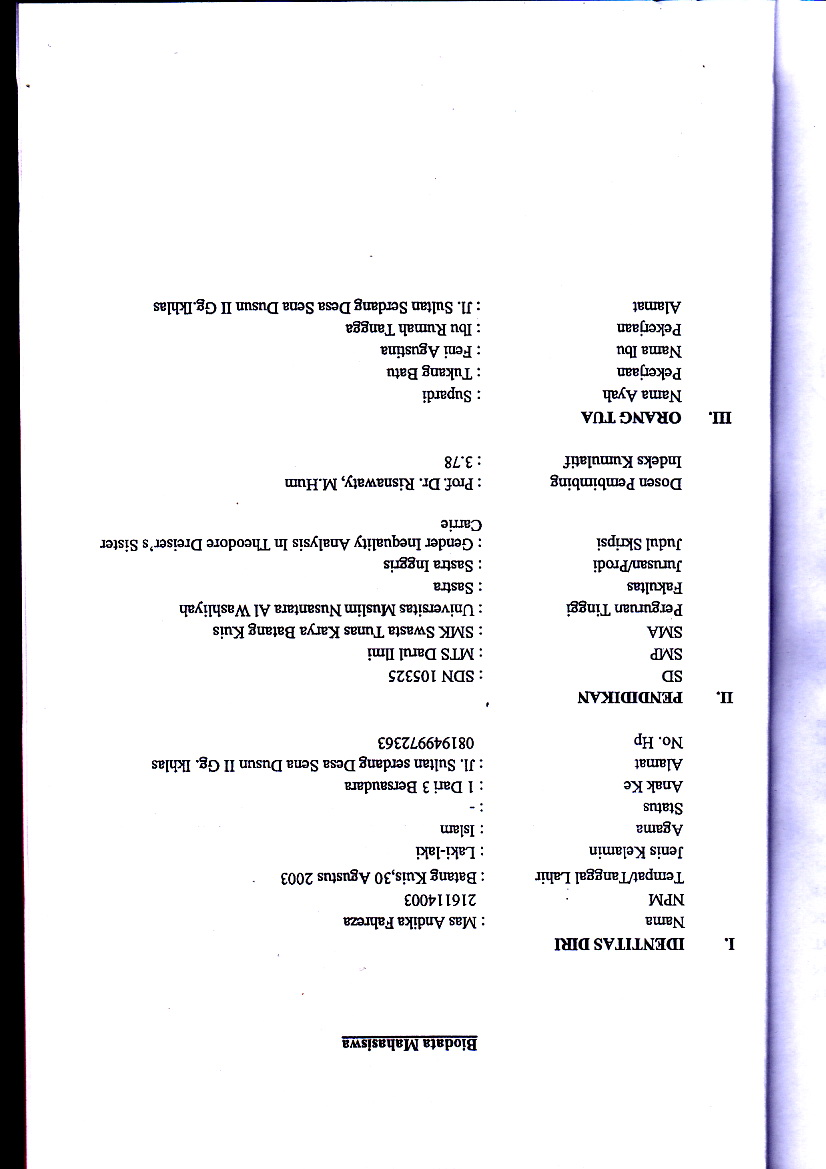 Biodata Mahasiswa
I. IDENTITAS DIRI
Nama : Mas Andika Fahreza
NPM 216114003
Tempat/Tanggal Lahir : Batang Kuis,30 Agustus 2003
Jenis Kelamin : Laki-laki
Agama : Islam
Status : -
Anak Ke : 1 Dari 3 Bersaudara
Alamat : Jl. Sultan serdang Desa Sena Dusun II Gg. Ikhlas
No. Hp 081949972363
II. PENDIDIKAN
SD : SDN 105325
SMP : MTS Darul Ilmi
SMA : SMK Swasta Tunas Karya Batang Kuis
Perguruan Tinggi : Universitas Muslim Nusantara Al Washliyah
Fakultas : Sastra
Jurusan/Prodi : Sastra Inggris
Judul Skripsi : Gender Inequality Analysis In Theodore Dreiser's Sister
Carrie
Dosen Pembimbing : Prof. Dr. Risnawaty, M.Hum
Indeks Kumulatif : 3.78
III. ORANG TUA
Nama Ayah : Supardi
Pekerjaan : Tukang Batu
Nama Ibu : Feni Agustina
Pekerjaan : Ibu Rumah Tangga
Alamat : Jl. Sultan Serdang Desa Sena Dusun II Gg.Ikhlas